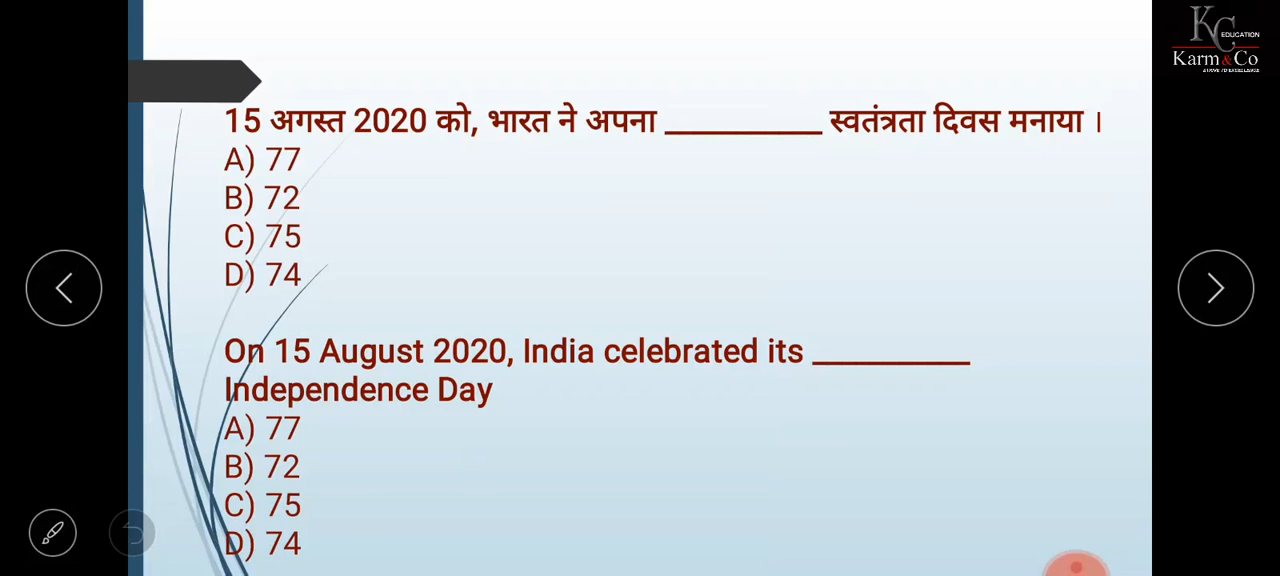 KC EDUCATION
Karm&Co
15 अगस्त 2020 को, भारत ने अपना __________ स्वतंत्रता दिवस मनाया ।
A) 77
B) 72
C) 75
D) 74
On 15 August 2020, India celebrated its __________
Independence Day
A) 77
B) 72
C) 75
D) 74